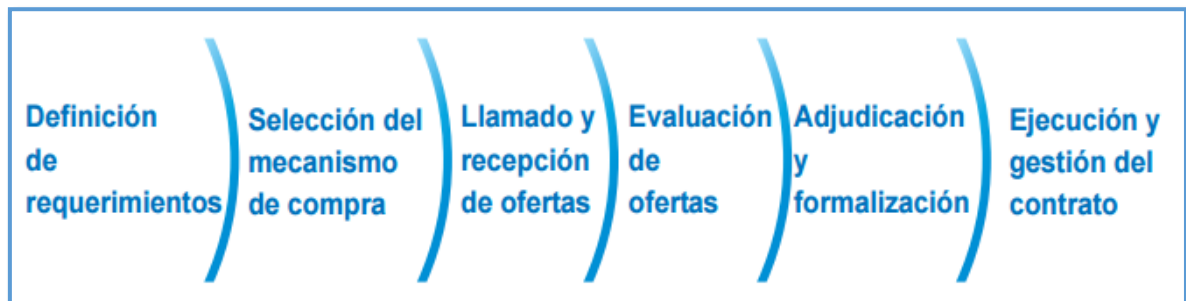 Definición
de
requerimientos
Selección del
mecanismo
de compra
Llamado y
recepción
de ofertas
Evaluación
de
ofertas
Adjudicación
y
formalización
Ejecución y
gestión del
contrato